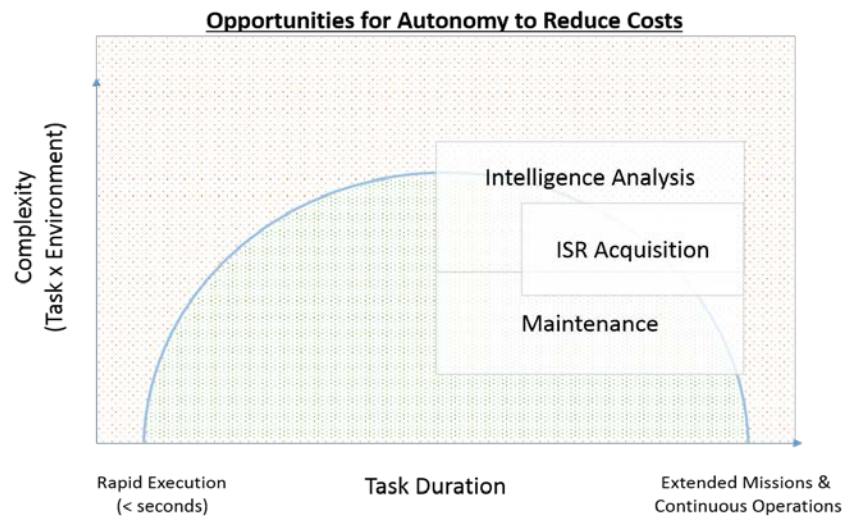 Opportunities for Autonomy to Reduce Costs
Complexity
(Task x Environment)
Intelligence Analysis
ISR Acquisition
Maintenance
Rapid Execution
(< seconds)
Task Duration
Extended Missions &
Continuous Operations